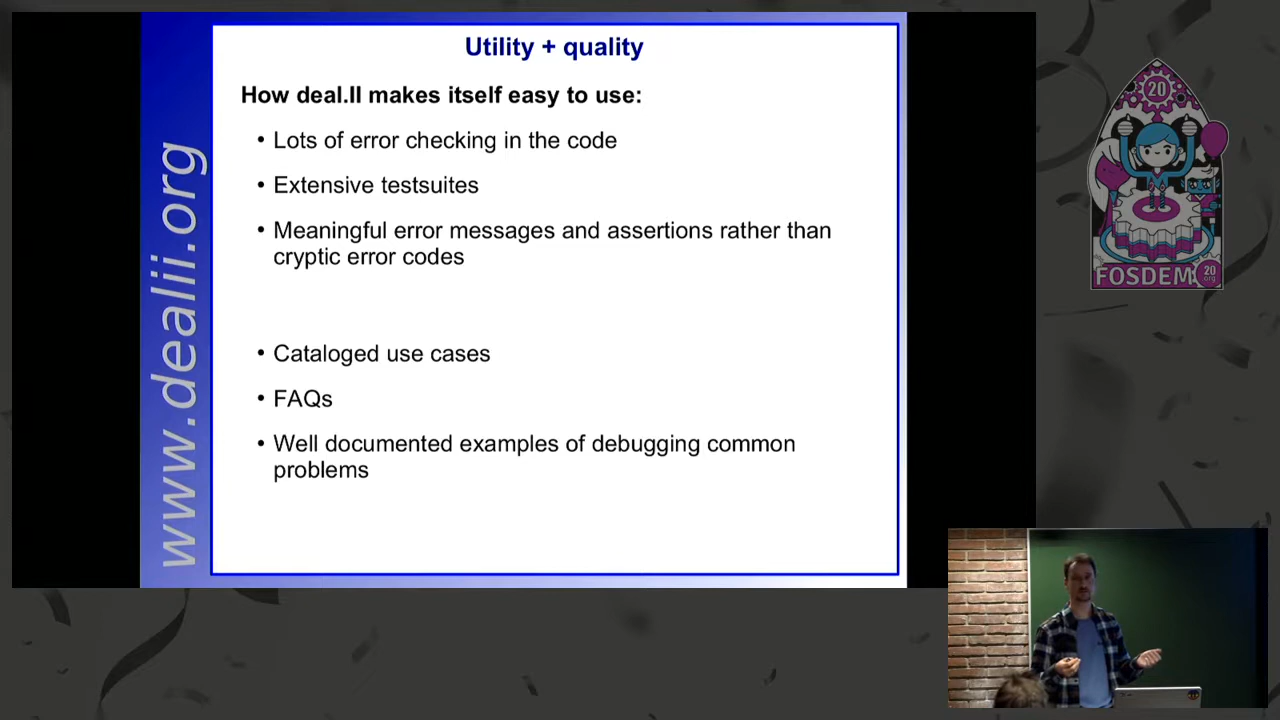 Utility + quality
How deal.II makes itself easy to use:
• Lots of error checking in the code
• Extensive testsuites
• Meaningful error messages and assertions rather than
cryptic error codes
• Cataloged use cases
• FAQs
• Well documented examples of debugging common
problems
www.dealii.org
20
FOSDEM
20
org